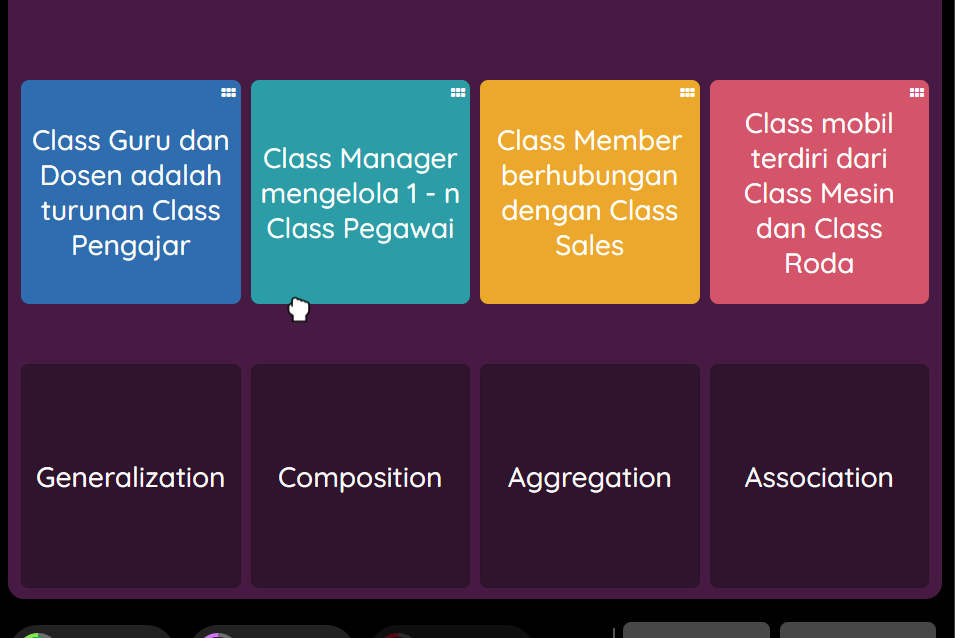 Class Guru dan
Dosen adalah
turunan Class
Pengajar
Class Manager
mengelola 1 - n
Class Pegawai
Class Member
berhubungan
dengan Class
Sales
Class mobil
terdiri dari
Class Mesin
dan Class
Roda
Generalization
Composition
Aggregation
Association